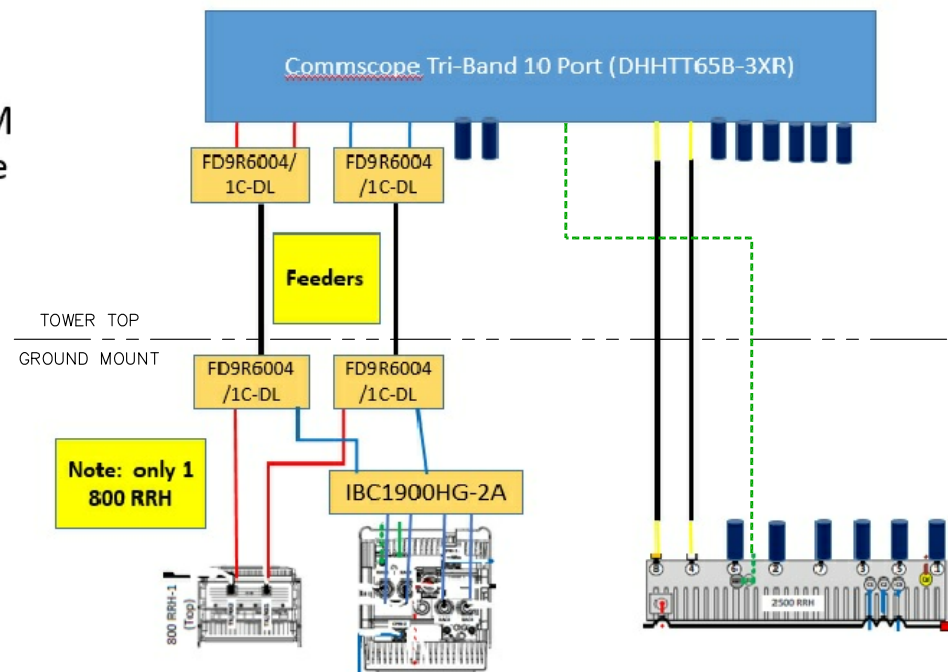 Commscope Tri-Band 10 Port (DHHTT65B-3XR)
M
e
FD9R6004/
1C-DL
FD9R6004
/1C-DL
Feeders
TOWER TOP
GROUND MOUNT
FD9R6004
/1C-DL
FD9R6004
/1C-DL
Note: only 1
800 RRH
IBC1900HG-2A
800 RRH-1
(Top)
2500 RRH